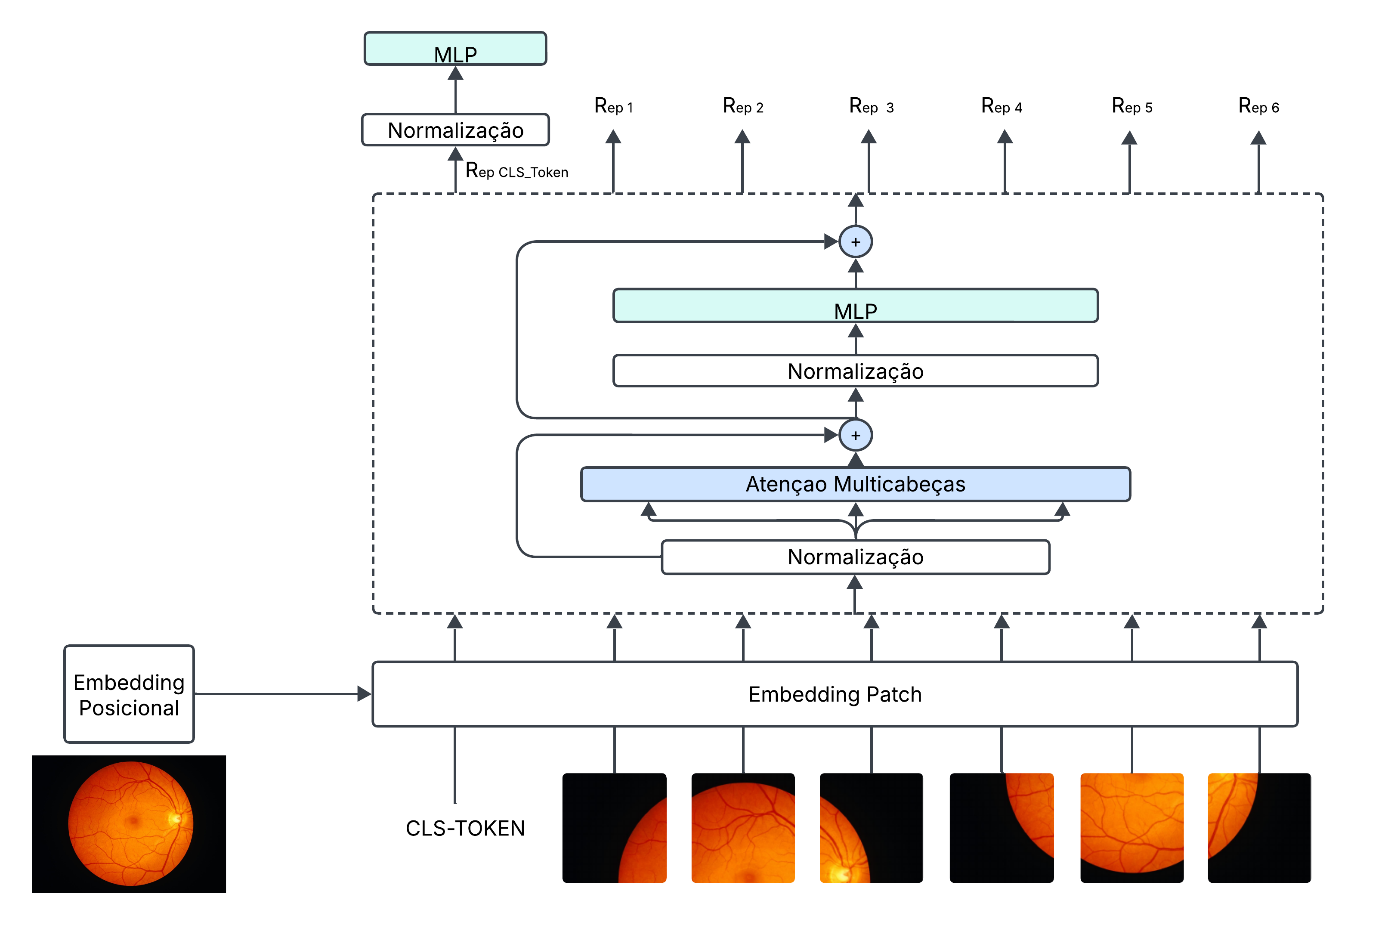 MLP
Normalização
Rep CLS_Token
Rep 1
Rep 2
Rep 3
Rep 4
Rep 5
Rep 6
+
MLP
Normalização
+
Atençao Multicabeças
Normalização
Embedding
Posicional
Embedding Patch
CLS-TOKEN